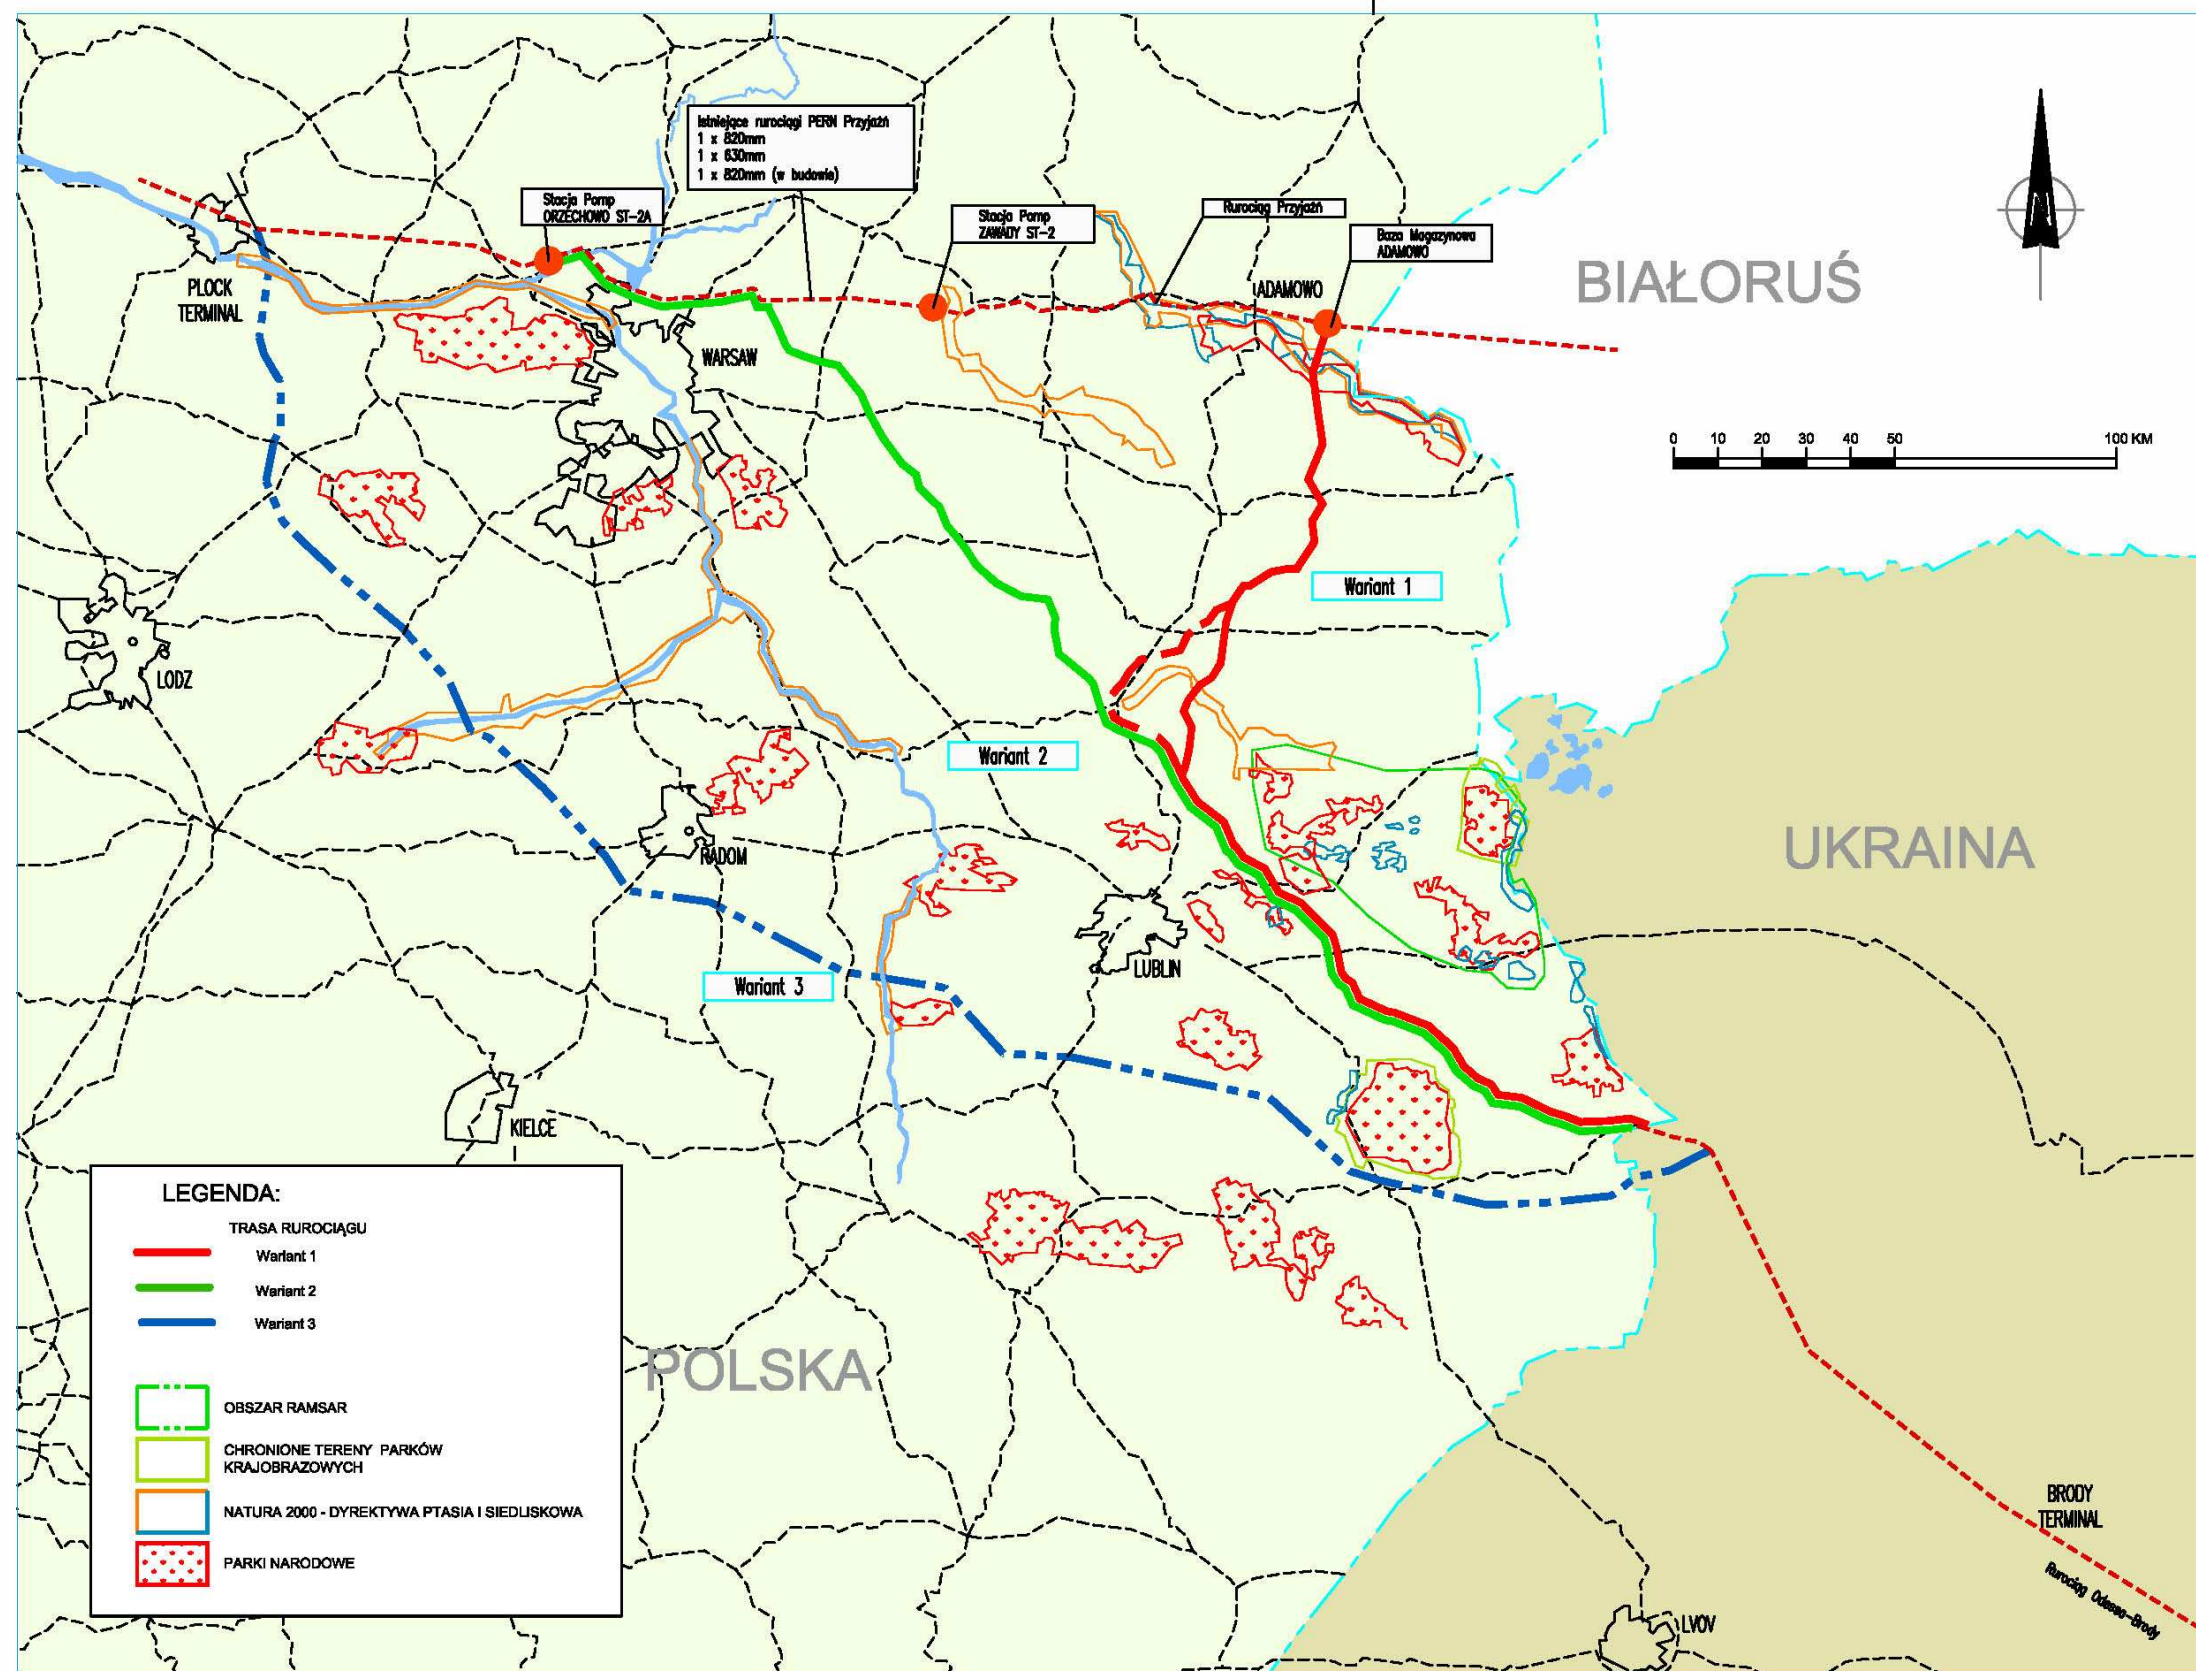 Istniejące rurociągi PERN Przyjaźń
1 x 820mm
1 x 630mm
1 x 820mm (w budowie)
Stacja Pomp
ORZECHOWO ST-2A
Stacja Pomp
ZAWADY ST-2
Rurociąg Przyjaźń
Baza Magazynowa
ADAMOWO
N
BIAŁORUŚ
PLOCK
TERMINAL
ADAMOWO
WARSAW
0 10 20 30 40 50 100 KM
Wariant 1
LODZ
Wariant 2
UKRAINA
RADOM
LUBLIN
Wariant 3
KIELCE
LEGENDA:
TRASA RUROCIĄGU
Wariant 1
Wariant 2
Wariant 3
OBSZAR RAMSAR
CHRONIONE TERENY PARKÓW
KRAJOBRAZOWYCH
NATURA 2000 - DYREKTYWA PTASIA I SIEDLISKOWA
PARKI NARODOWE
POLSKA
BRODY
TERMINAL
Rurociąg Odessa-Brody
LVOV